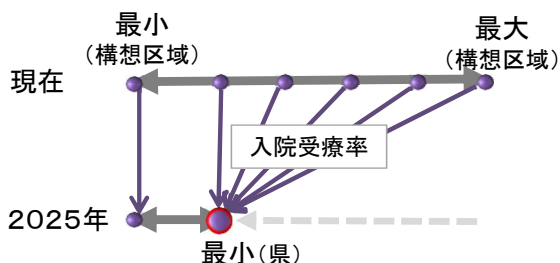 最小
(構想区域)
最大
(構想区域)
現在
入院受療率
2025年
最小(県)